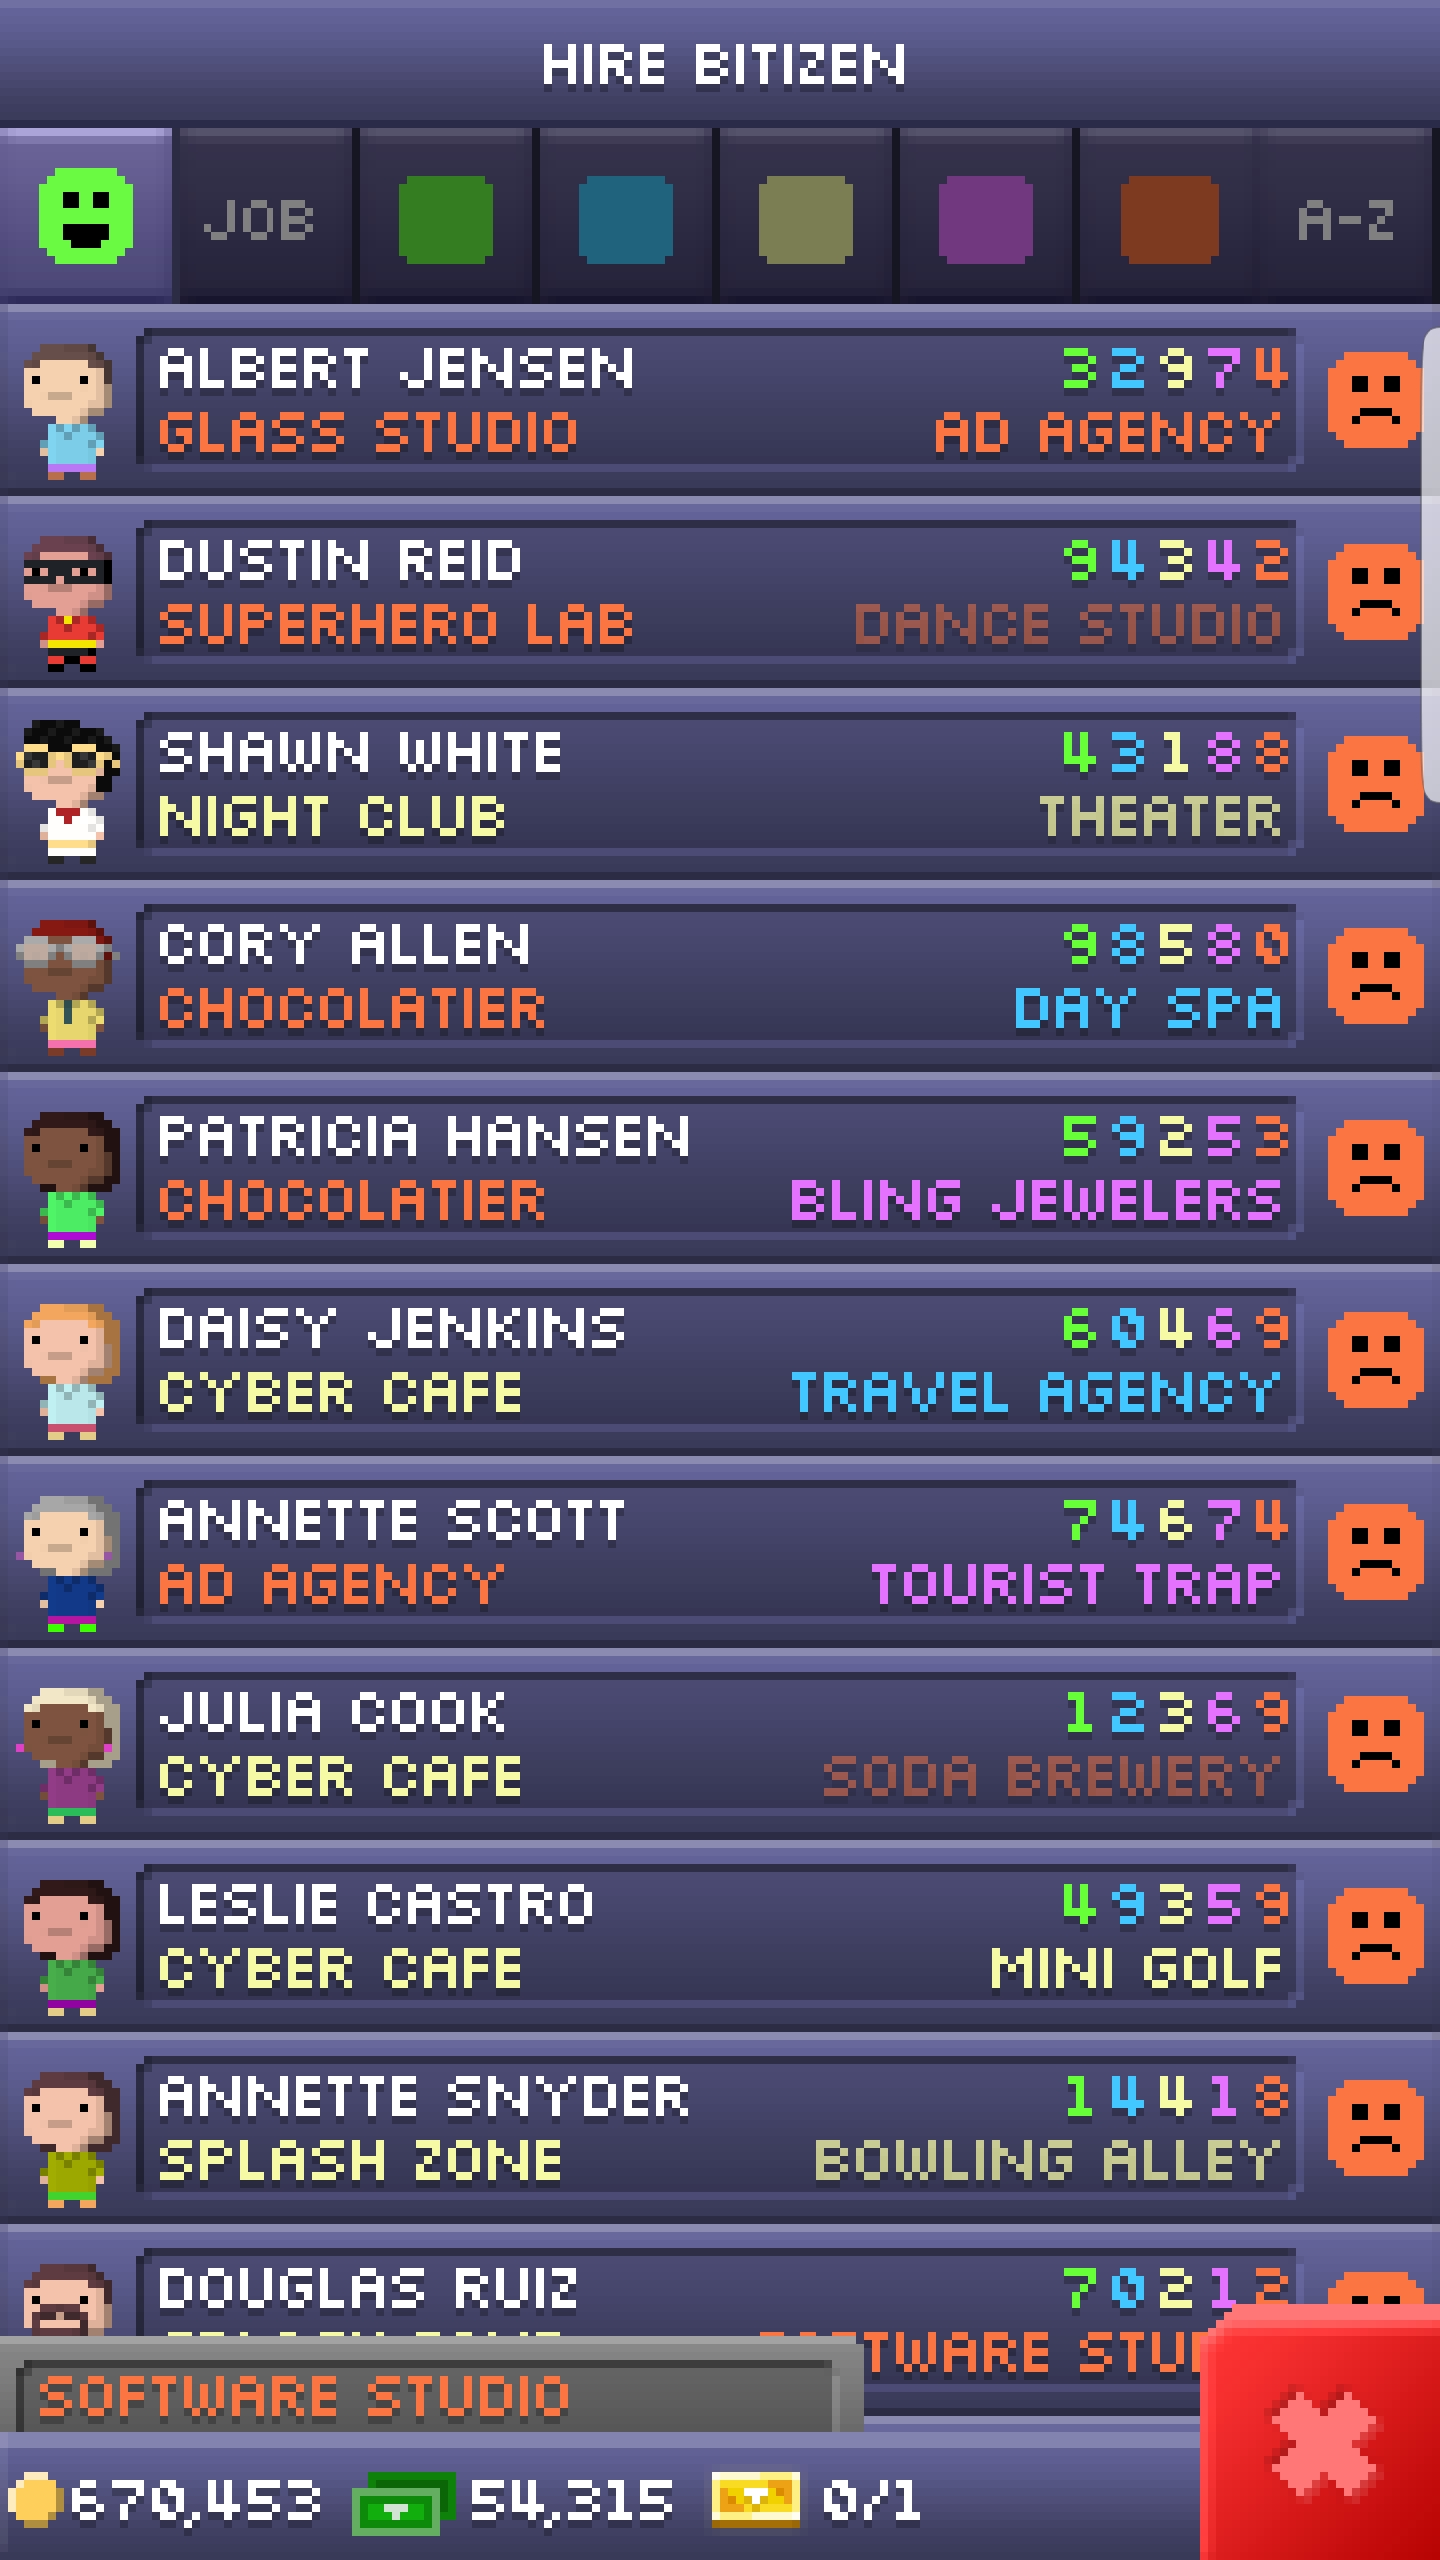 HIRE BITIZEN
JOB A-Z
ALBERT JENSEN 32974
GLASS STUDIO AD AGENCY
DUSTIN REID 94342
SUPERHERO LAB DANCE STUDIO
SHAWN WHITE 43188
NIGHT CLUB THEATER
CORY ALLEN 98580
CHOCOLATIER DAY SPA
PATRICIA HANSEN 59253
CHOCOLATIER BLING JEWELERS
DAISY JENKINS 60469
CYBER CAFE TRAVEL AGENCY
ANNETTE SCOTT 74674
AD AGENCY TOURIST TRAP
JULIA COOK 12369
CYBER CAFE SODA BREWERY
LESLIE CASTRO 49359
CYBER CAFE MINI GOLF
ANNETTE SNYDER 14418
SPLASH ZONE BOWLING ALLEY
DOUGLAS RUIZ 70212
SOFTWARE STUDIO
670,453 54,315 0/1